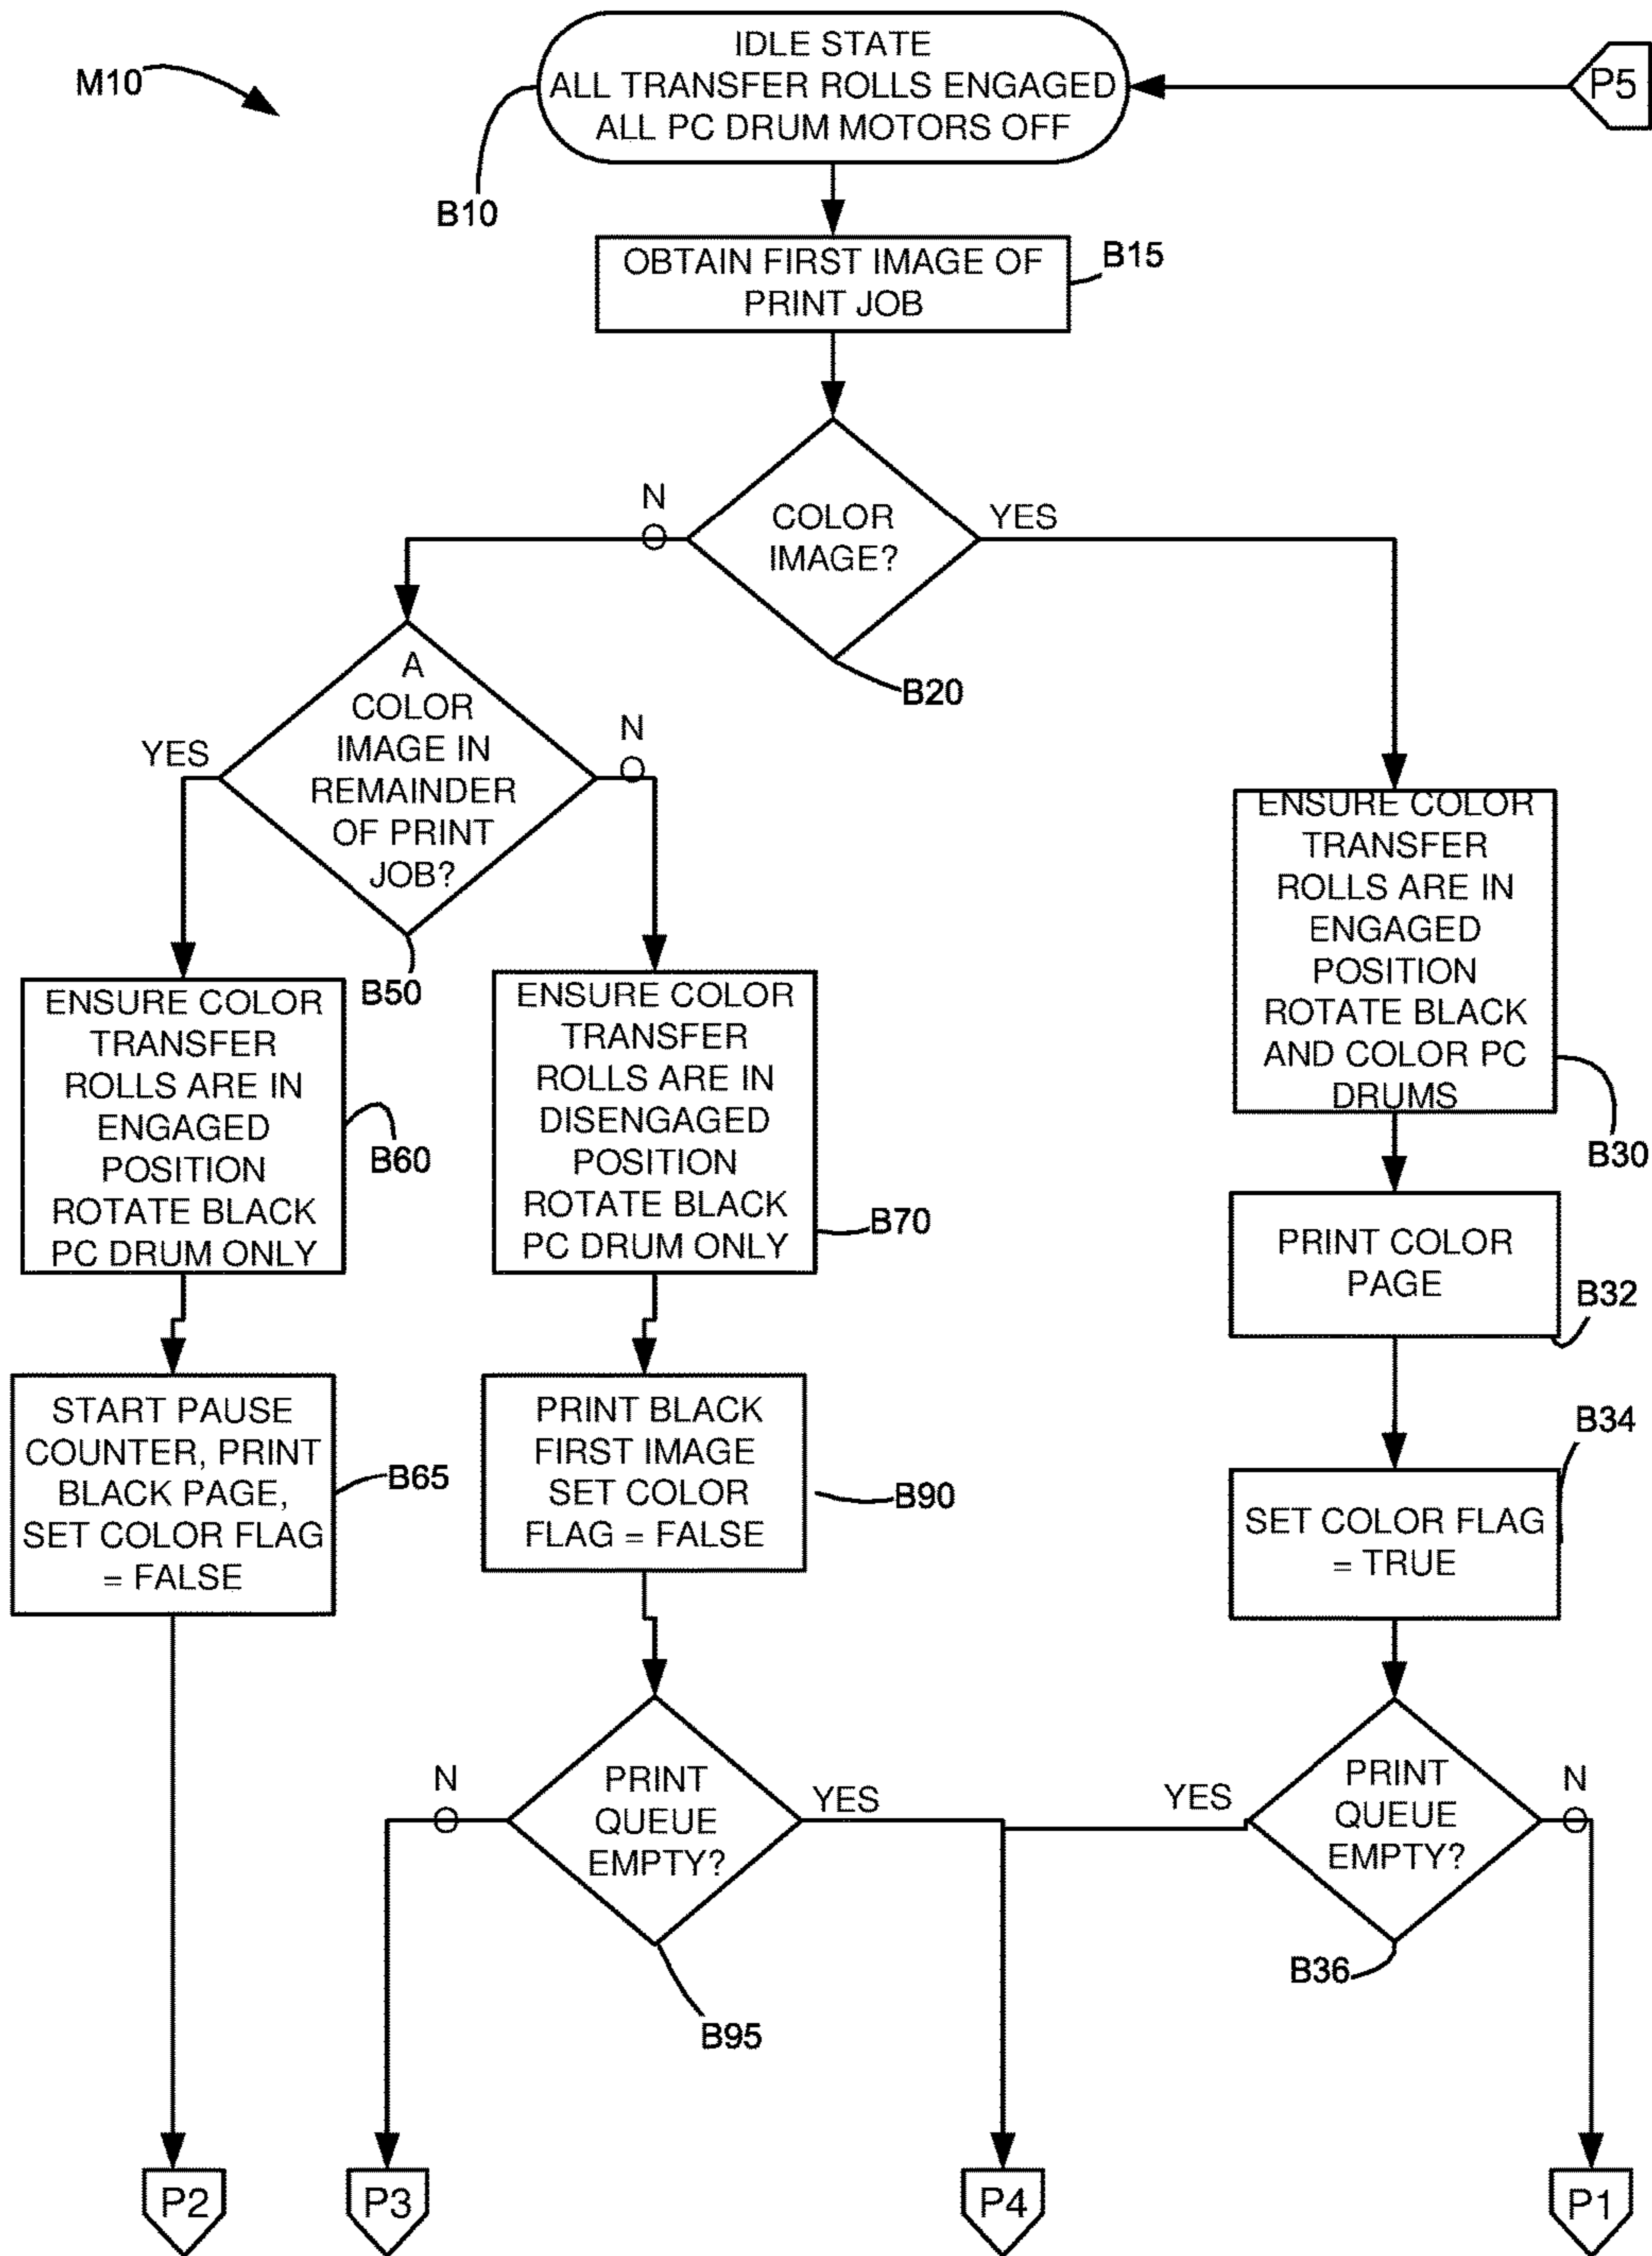 M10
IDLE STATE
ALL TRANSFER ROLLS ENGAGED
ALL PC DRUM MOTORS OFF
P5
B10
OBTAIN FIRST IMAGE OF
PRINT JOB
B15
COLOR
IMAGE?
N
YES
B20
A
COLOR
IMAGE IN
REMAINDER
OF PRINT
JOB?
YES
N
B50
ENSURE COLOR
TRANSFER
ROLLS ARE IN
ENGAGED
POSITION
ROTATE BLACK
AND COLOR PC
DRUMS
B30
ENSURE COLOR
TRANSFER
ROLLS ARE IN
ENGAGED
POSITION
ROTATE BLACK
PC DRUM ONLY
B60
ENSURE COLOR
TRANSFER
ROLLS ARE IN
DISENGAGED
POSITION
ROTATE BLACK
PC DRUM ONLY
B70
PRINT COLOR
PAGE
B32
START PAUSE
COUNTER, PRINT
BLACK PAGE,
SET COLOR FLAG
= FALSE
B65
PRINT BLACK
FIRST IMAGE
SET COLOR
FLAG = FALSE
B90
SET COLOR FLAG
= TRUE
B34
N
PRINT
QUEUE
EMPTY?
YES
B95
YES
PRINT
QUEUE
EMPTY?
N
B36
P2
P3
P4
P1